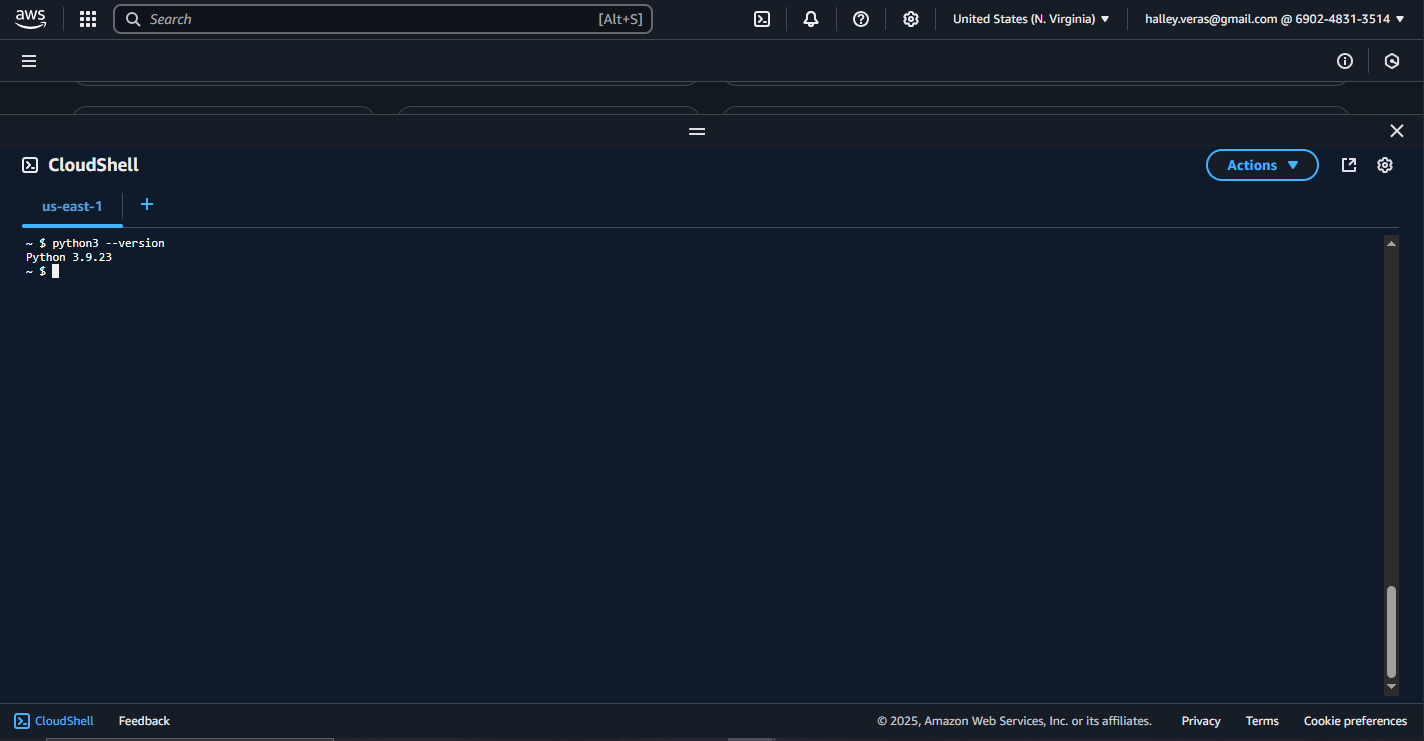 aws
Search [Alt+S] United States (N. Virginia) halley.veras@gmail.com @ 6902-4831-3514
CloudShell
Actions
us-east-1
~ $ python3 --version
Python 3.9.23
~ $
CloudShell Feedback © 2025, Amazon Web Services, Inc. or its affiliates. Privacy Terms Cookie preferences